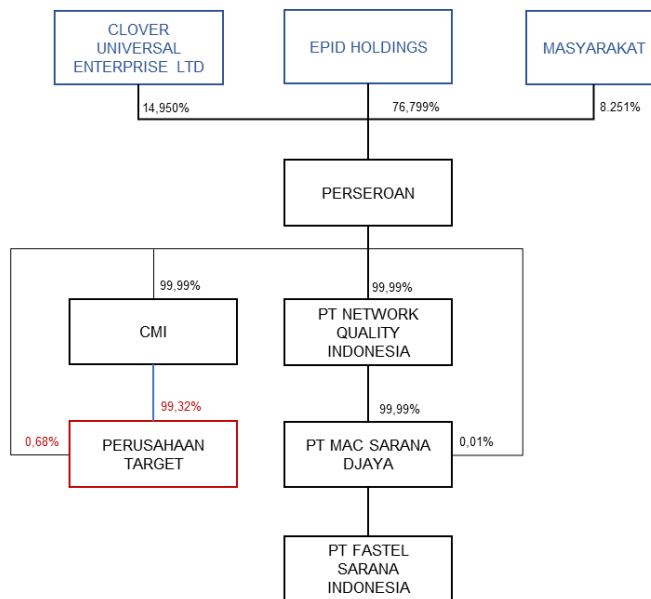 CLOVER
UNIVERSAL
ENTERPRISE LTD
EPID HOLDINGS
MASYARAKAT
14,950%
76,799%
8.251%
PERSEROAN
99,99%
99,99%
CMI
PT NETWORK
QUALITY
INDONESIA
99,32%
99,99%
0,68%
PERUSAHAAN
TARGET
PT MAC SARANA
DJAYA
0,01%
PT FASTEL
SARANA
INDONESIA